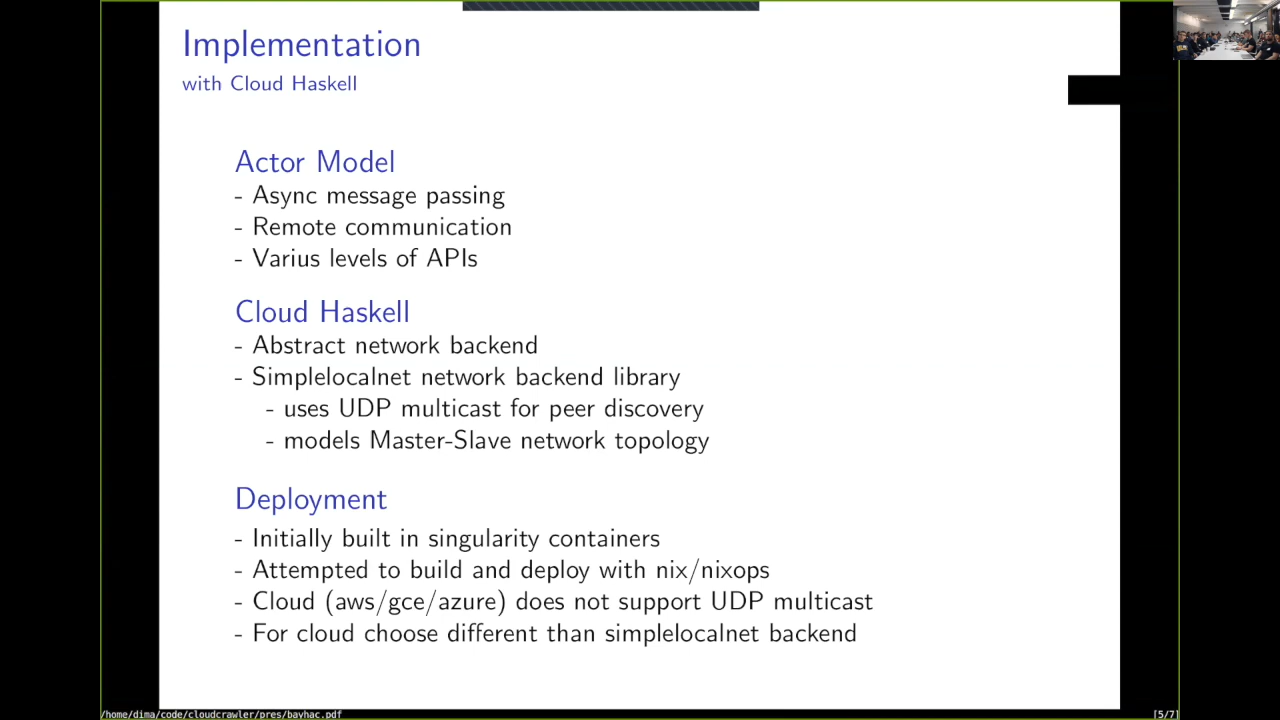 Implementation
with Cloud Haskell
Actor Model
- Async message passing
- Remote communication
- Varius levels of APIs
Cloud Haskell
- Abstract network backend
- Simplelocalnet network backend library
- uses UDP multicast for peer discovery
- models Master-Slave network topology
Deployment
- Initially built in singularity containers
- Attempted to build and deploy with nix/nixops
- Cloud (aws/gce/azure) does not support UDP multicast
- For cloud choose different than simplelocalnet backend
/home/dima/code/cloudcrawler/pres/bayhac.pdf
[5/7]